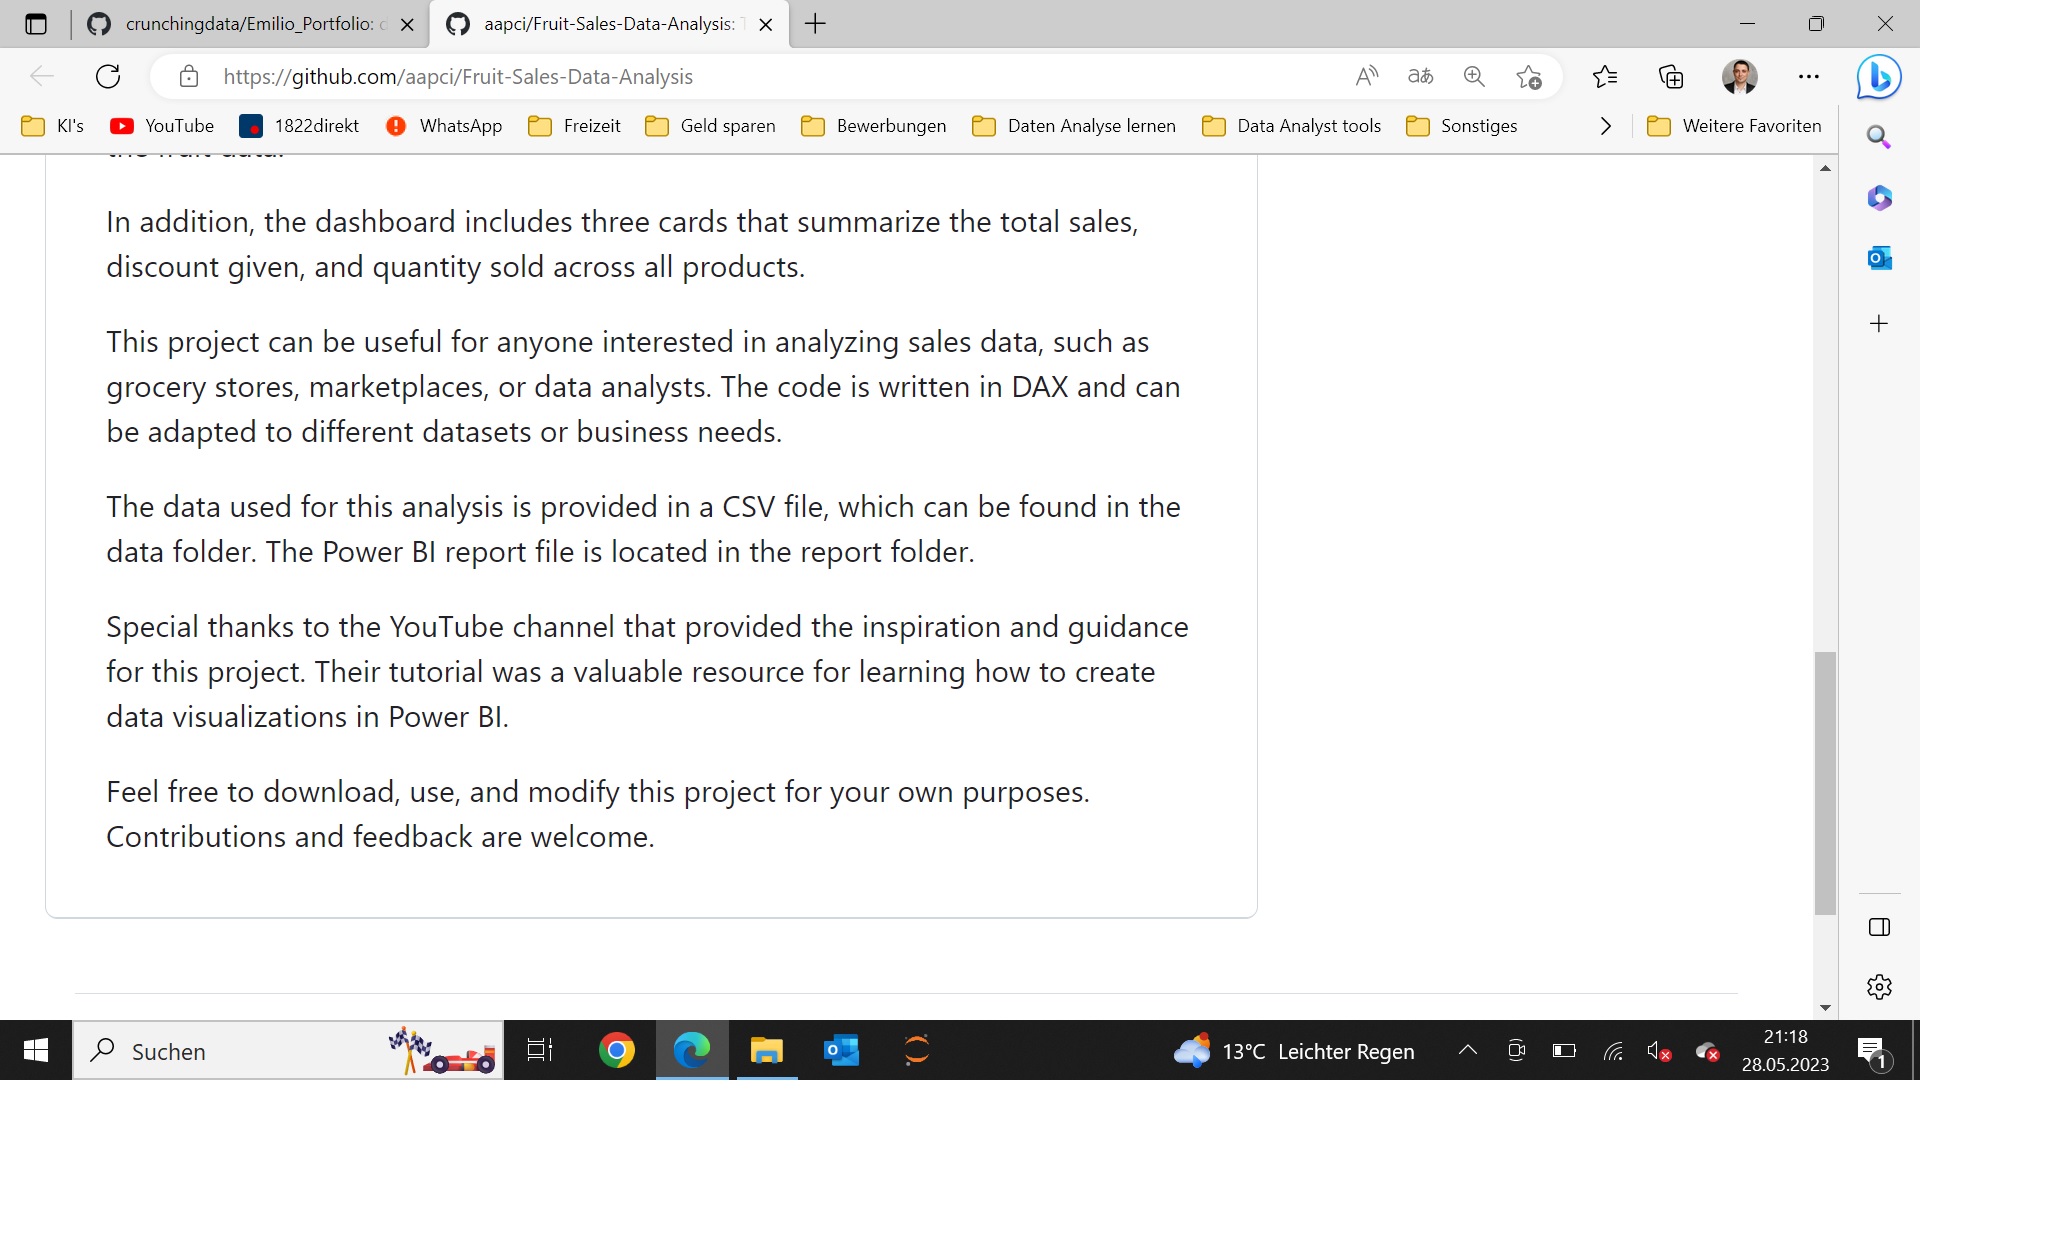 crunchingdata/Emilio_Portfolio:
aapci/Fruit-Sales-Data-Analysis:
https://github.com/aapci/Fruit-Sales-Data-Analysis
KI's YouTube 1822direkt WhatsApp Freizeit Geld sparen Bewerbungen Daten Analyse lernen Data Analyst tools Sonstiges Weitere Favoriten
the fruit data.
In addition, the dashboard includes three cards that summarize the total sales,
discount given, and quantity sold across all products.
This project can be useful for anyone interested in analyzing sales data, such as
grocery stores, marketplaces, or data analysts. The code is written in DAX and can
be adapted to different datasets or business needs.
The data used for this analysis is provided in a CSV file, which can be found in the
data folder. The Power BI report file is located in the report folder.
Special thanks to the YouTube channel that provided the inspiration and guidance
for this project. Their tutorial was a valuable resource for learning how to create
data visualizations in Power BI.
Feel free to download, use, and modify this project for your own purposes.
Contributions and feedback are welcome.
Suchen
13°C Leichter Regen
21:18
28.05.2023
1